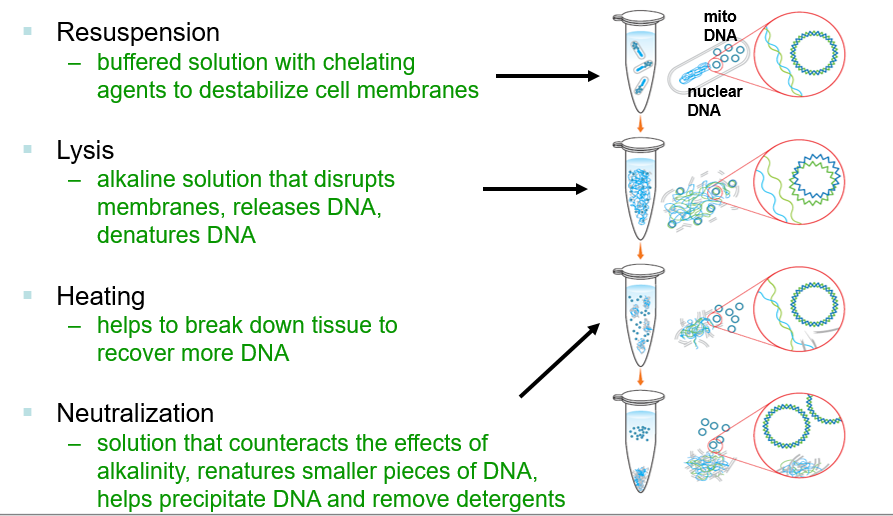 Resuspension
– buffered solution with chelating
agents to destabilize cell membranes
Lysis
– alkaline solution that disrupts
membranes, releases DNA,
denatures DNA
Heating
– helps to break down tissue to
recover more DNA
Neutralization
– solution that counteracts the effects of
alkalinity, renatures smaller pieces of DNA,
helps precipitate DNA and remove detergents
mito
DNA
nuclear
DNA